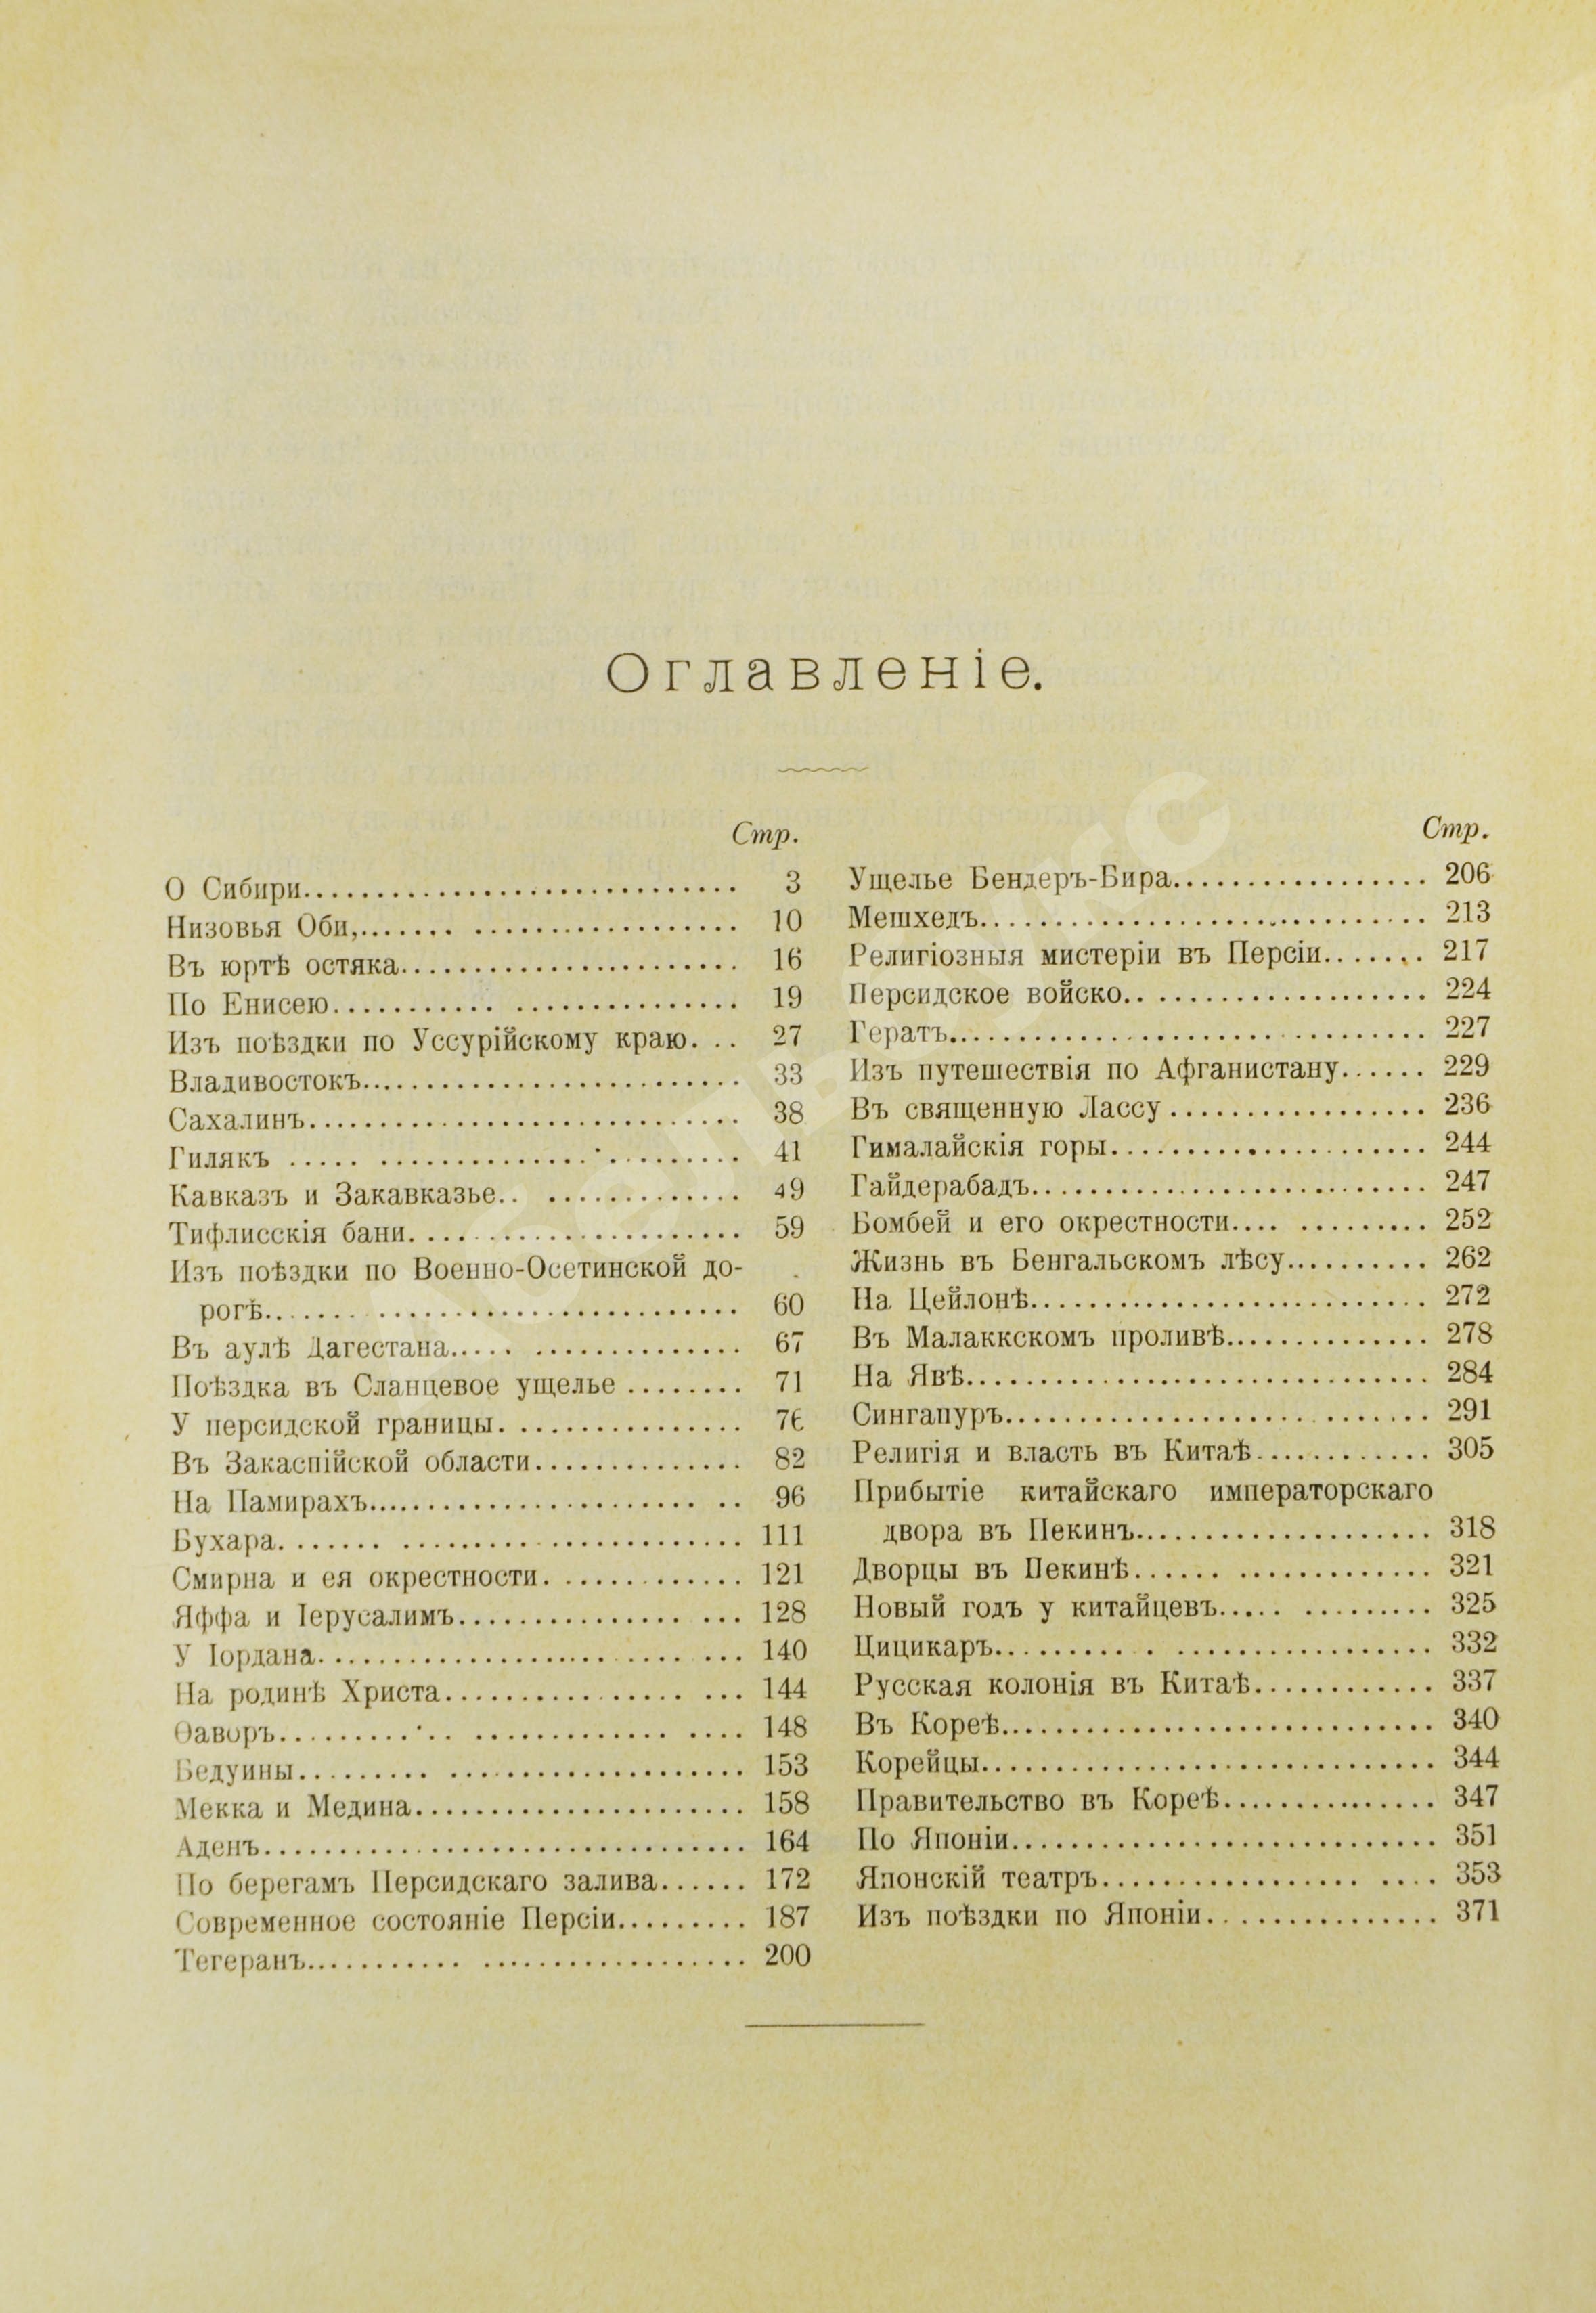 Оглавленіе.
Стр.
О Сибири.............................. 3
Низовья Оби,......................... 10
Въ юртѣ остяка........................ 16
По Енисею........................... 19
Изъ поѣздки по Уссурійскому краю. .. 27
Владивостокъ.......................... 33
Сахалинъ.............................. 38
Гилякъ ............................. 41
Кавказъ и Закавказье.. ............. 49
Тифлисскія бани....................... 59
Изъ поѣздки по Военно-Осетинской до-
рогѣ................................ 60
Въ аулѣ Дагестана..... .............. 67
Поѣздка въ Сланцевое ущелье ........ 71
У персидской границы................. 76
Въ Закаспійской области.............. 82
На Памирахъ........................ .. 96
Бухара............................... 111
Смирна и ея окрестности.............. 121
Яффа и Іерусалимъ................ ... 128
У Іордана........................ ... 140
На родинѣ Христа................ ... 144
Ѳаворъ............................... 148
Бедуины.............................. 153
Мекка и Медина....................... 158
Аденъ................................ 164
По берегамъ Персидскаго залива...... 172
Современное состояніе Персіи......... 187
Тегеранъ............................. 200
Стр.
Ущелье Бендеръ-Бира.................. 206
Мешхедъ.............................. 213
Религіозныя мистеріи въ Персіи....... 217
Персидское войско.................... 224
Гератъ............................... 227
Изъ путешествія по Афганистану...... 229
Въ священную Лассу .................. 236
Гималайскія горы..................... 244
Гайдерабадъ.......................... 247
Бомбей и его окрестности.... ......... 252
Жизнь въ Бенгальскомъ лѣсу.......... 262
На Цейлонѣ........................... 272
Въ Малаккскомъ проливѣ.............. 278
На Явѣ............................... 284
Сингапуръ............................ 291
Религія и власть въ Китаѣ............ 305
Прибытіе китайскаго императорскаго
двора въ Пекинъ..................... 318
Дворцы въ Пекинѣ...... ............. 321
Новый годъ у китайцевъ..... ......... 325
Цицикаръ............................. 332
Русская колонія въ Китаѣ............ 337
Въ Кореѣ............................. 340
Корейцы.............................. 344
Правительство въ Кореѣ.............. 347
По Японіи............................ 351
Японскій театръ................. .... 353
Изъ поѣздки по Японіи................ 371